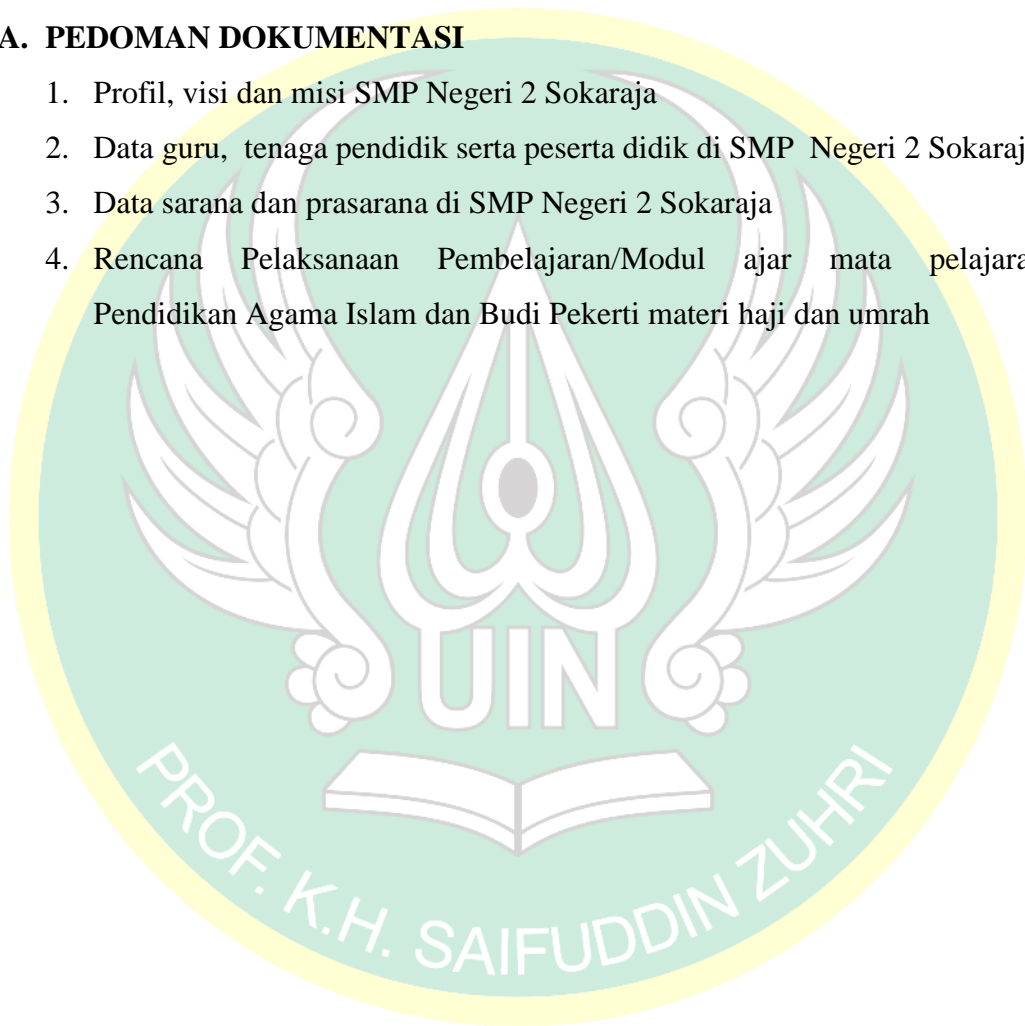 A. PEDOMAN DOKUMENTASI
1. Profil, visi dan misi SMP Negeri 2 Sokaraja
2. Data guru, tenaga pendidik serta peserta didik di SMP Negeri 2 Sokaraj
3. Data sarana dan prasarana di SMP Negeri 2 Sokaraja
4. Rencana Pelaksanaan Pembelajaran/Modul ajar mata pelajara
Pendidikan Agama Islam dan Budi Pekerti materi haji dan umrah
UIN
PROF. K.H. SAIFUDDIN ZUHRI